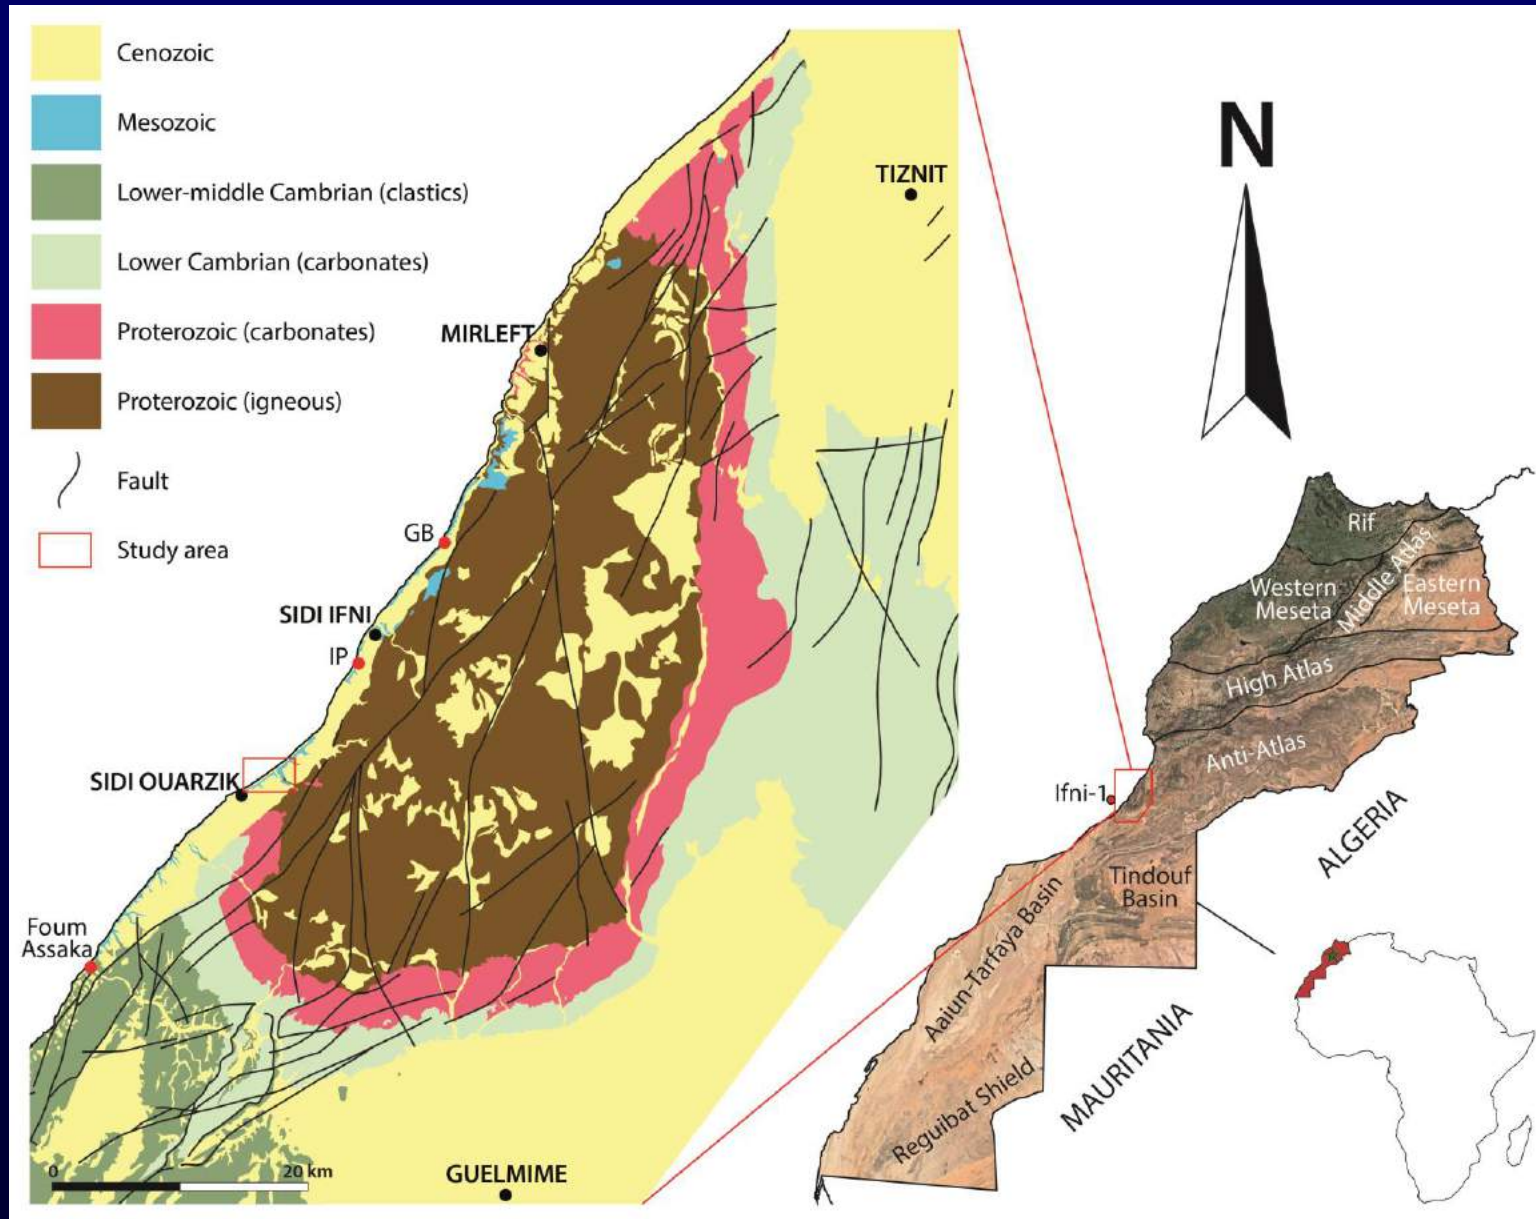 Cenozoic
Mesozoic
Lower-middle Cambrian (clastics)
Lower Cambrian (carbonates)
Proterozoic (carbonates)
Proterozoic (igneous)
Fault
Study area
TIZNIT
MIRLEFT
GB
SIDI IFNI
IP
SIDI OUARZIK
Foum
Assaka
GUELMIME
0
20 km
N
Rif
Middle Atlas
Western
Meseta
Eastern
Meseta
High Atlas
Anti-Atlas
Ifni-1
ALGERIA
Tindouf
Basin
Aaiun-Tarfaya Basin
MAURITANIA
Reguibat Shield